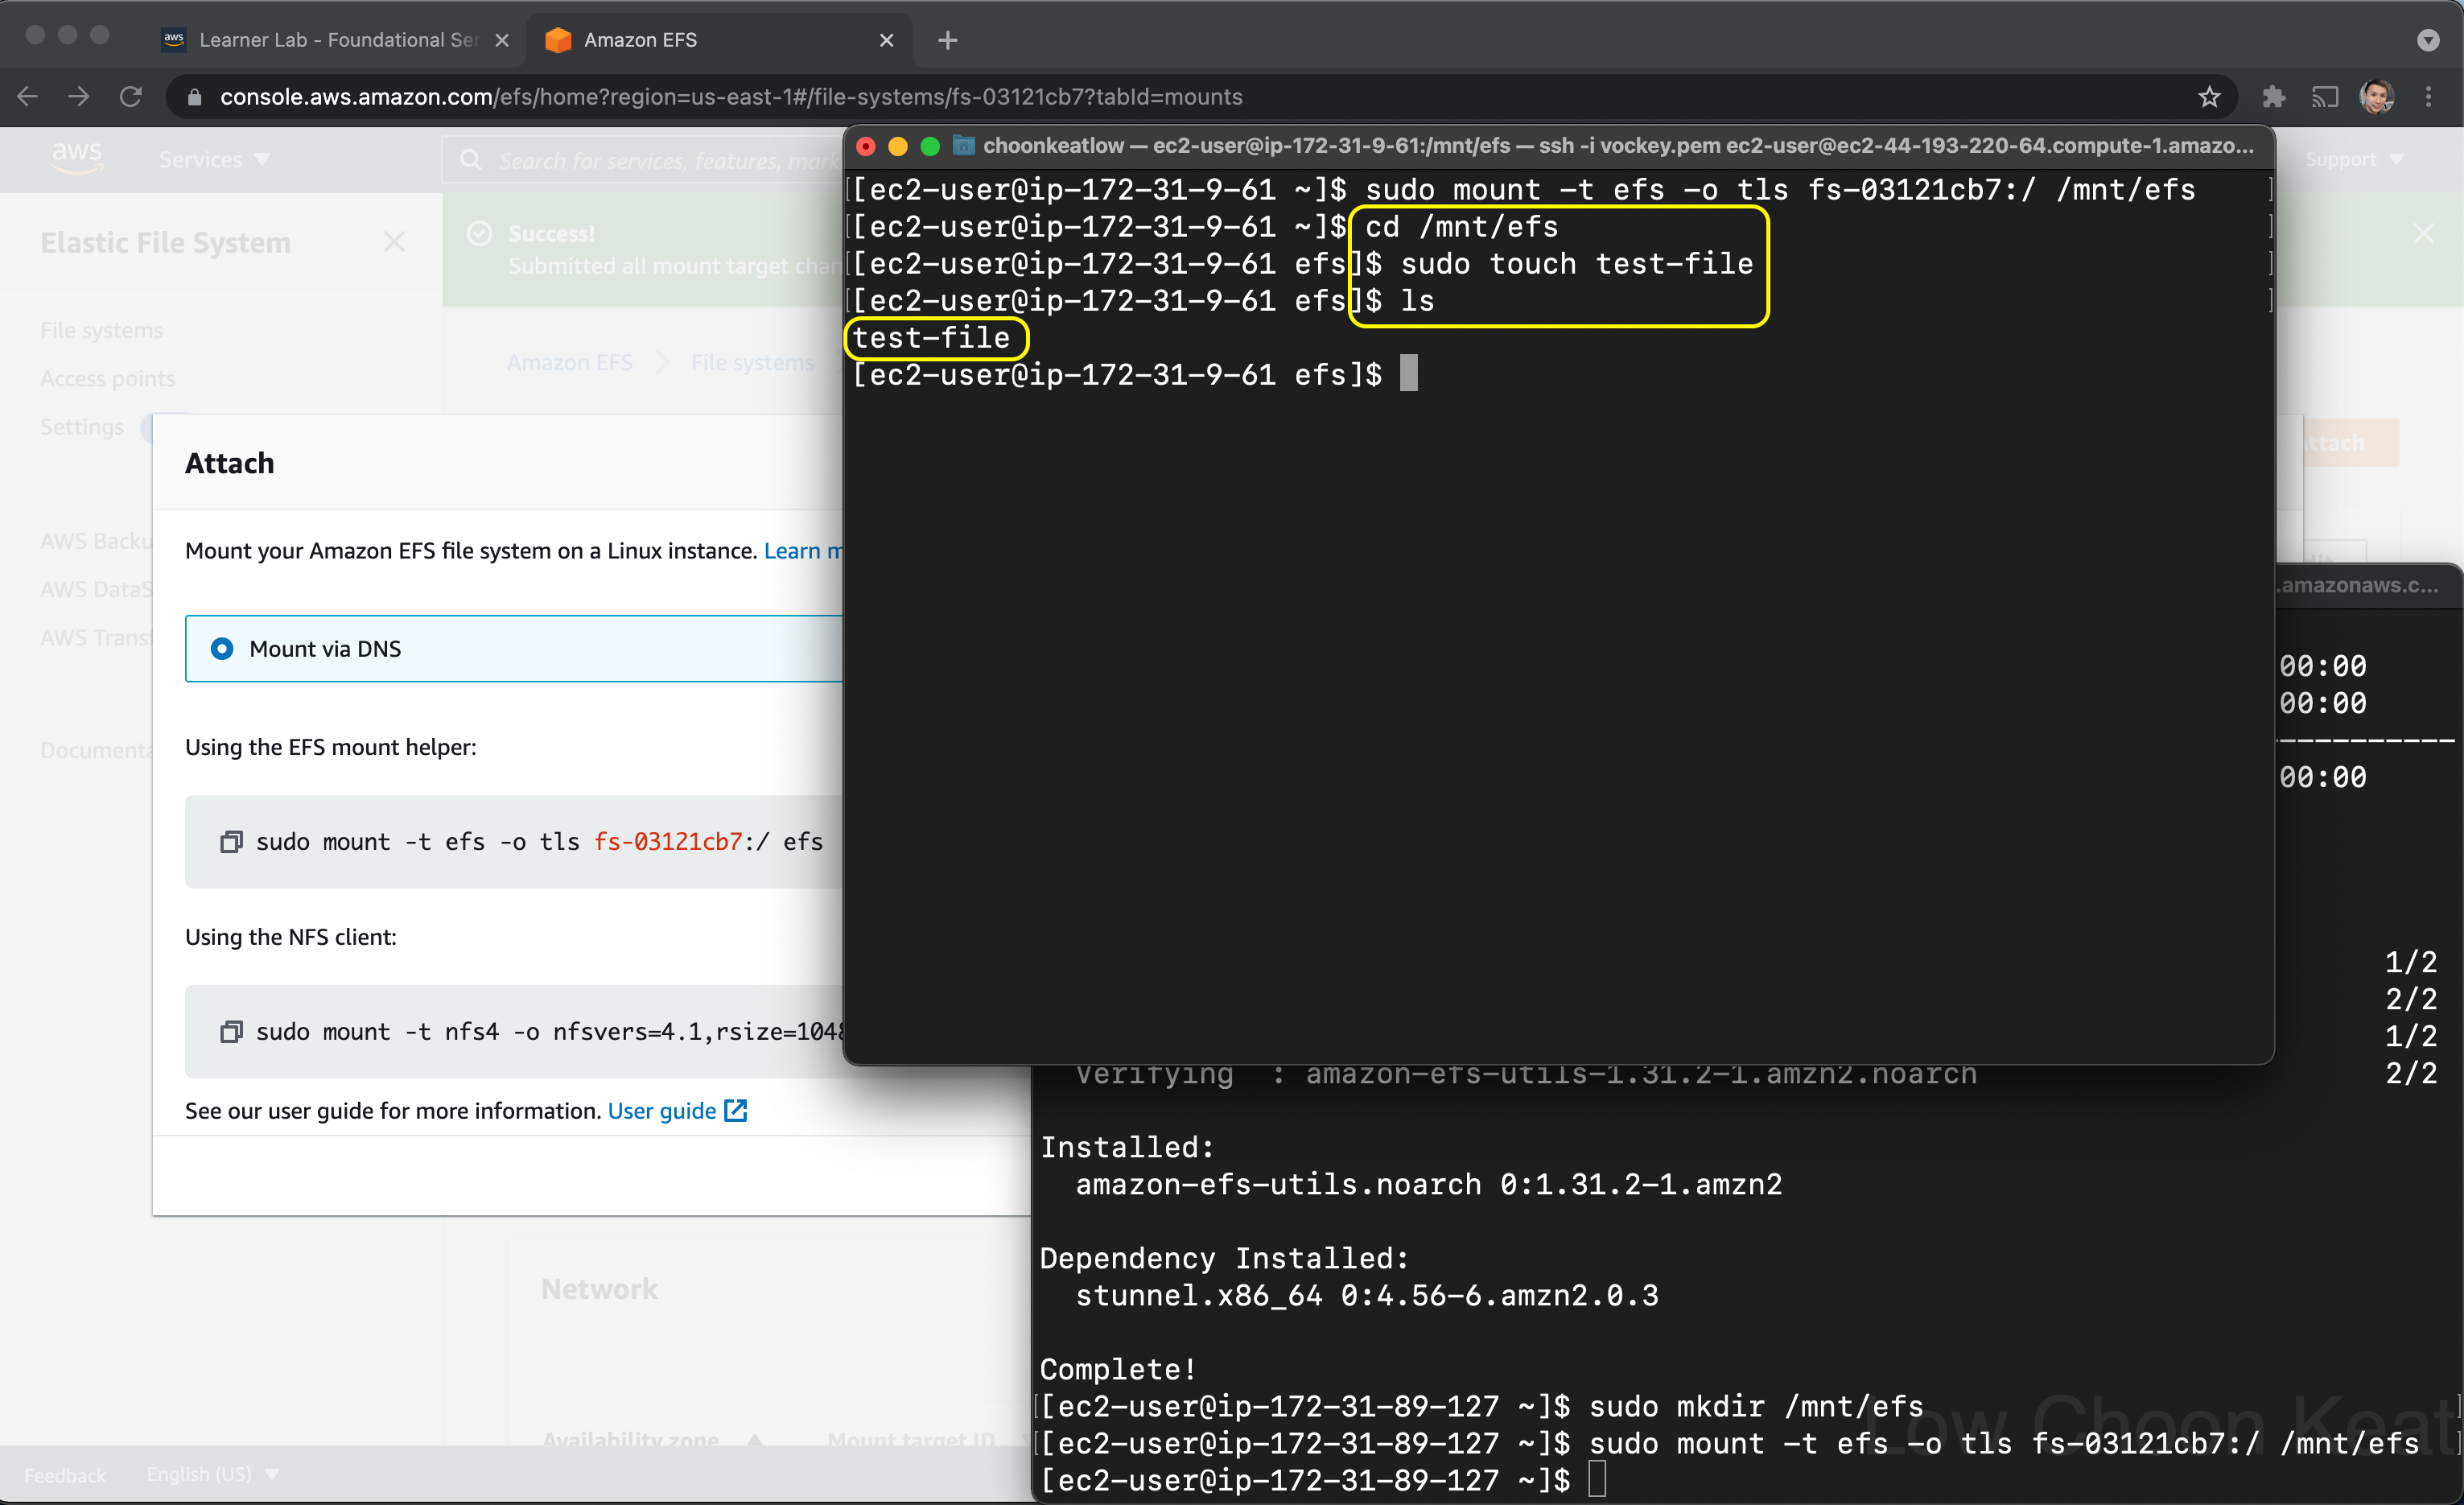 Learner Lab - Foundational Ser
Amazon EFS
console.aws.amazon.com/efs/home?region=us-east-1#/file-systems/fs-03121cb7?tabId=mounts
aws
Services
Search for services, features, mark
Support
Elastic File System
File systems
Access points
Settings
AWS Backu
AWS DataS
AWS Transf
Documenta
Success!
Submitted all mount target chan
Amazon EFS
File systems
Attach
Attach
Mount your Amazon EFS file system on a Linux instance. Learn m
Mount via DNS
Using the EFS mount helper:
sudo mount -t efs -o tls fs-03121cb7:/ efs
Using the NFS client:
sudo mount -t nfs4 -o nfsvers=4.1,rsize=1048
See our user guide for more information. User guide
Network
Availability zone
Mount target ID
Feedback
English (US)
choonkeatlow — ec2-user@ip-172-31-9-61:/mnt/efs — ssh -i vockey.pem ec2-user@ec2-44-193-220-64.compute-1.amazo...
[[ec2-user@ip-172-31-9-61 ~]$ sudo mount -t efs -o tls fs-03121cb7:/ /mnt/efs ]
[[ec2-user@ip-172-31-9-61 ~]$ cd /mnt/efs ]
[[ec2-user@ip-172-31-9-61 efs]$ sudo touch test-file ]
[[ec2-user@ip-172-31-9-61 efs]$ ls ]
test-file
[ec2-user@ip-172-31-9-61 efs]$
.amazonaws.c...
00:00
00:00
----------
00:00
1/2
2/2
1/2
Verifying : amazon-efs-utils-1.31.2-1.amzn2.noarch 2/2
Installed:
amazon-efs-utils.noarch 0:1.31.2-1.amzn2
Dependency Installed:
stunnel.x86_64 0:4.56-6.amzn2.0.3
Complete!
[[ec2-user@ip-172-31-89-127 ~]$ sudo mkdir /mnt/efs ]
[[ec2-user@ip-172-31-89-127 ~]$ sudo mount -t efs -o tls fs-03121cb7:/ /mnt/efs ]
[ec2-user@ip-172-31-89-127 ~]$
Low Choon Keat